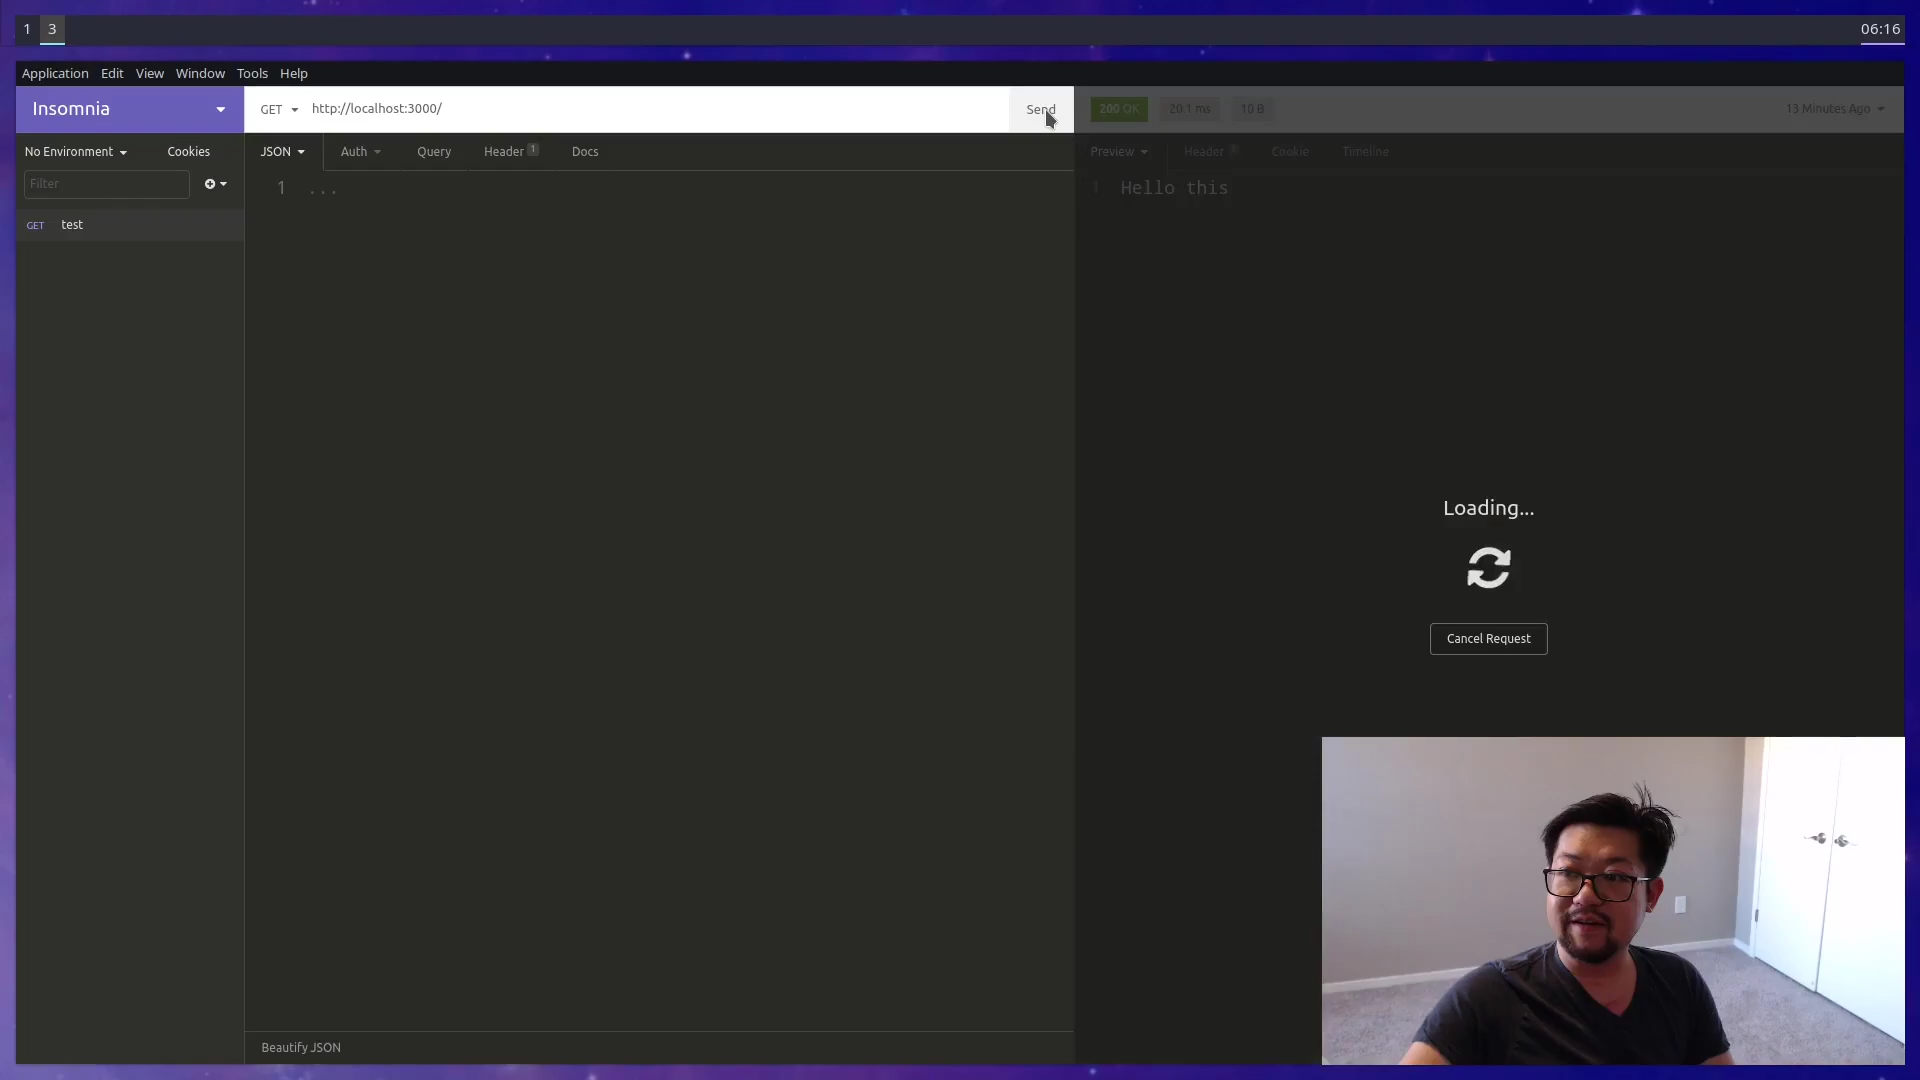 1 3 06:16
Application Edit View Window Tools Help
Insomnia GET http://localhost:3000/ Send 200 OK 20.1 ms 10 B 13 Minutes Ago
No Environment Cookies JSON Auth Query Header 1 Docs Preview Header Cookie Timeline
Filter 1 ... 1 Hello this
GET test
Loading...
Cancel Request
Beautify JSON